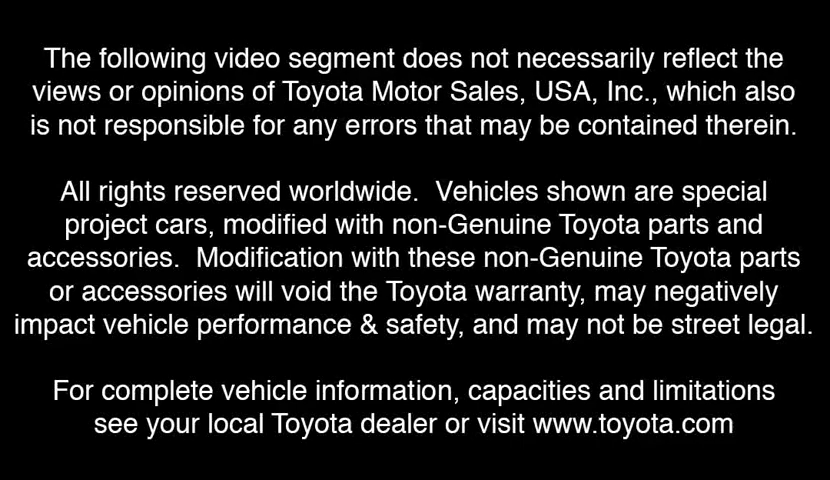 The following video segment does not necessarily reflect the
views or opinions of Toyota Motor Sales, USA, Inc., which also
is not responsible for any errors that may be contained therein.
All rights reserved worldwide.  Vehicles shown are special
project cars, modified with non-Genuine Toyota parts and
accessories.  Modification with these non-Genuine Toyota parts
or accessories will void the Toyota warranty, may negatively
impact vehicle performance & safety, and may not be street legal.
For complete vehicle information, capacities and limitations
see your local Toyota dealer or visit www.toyota.com